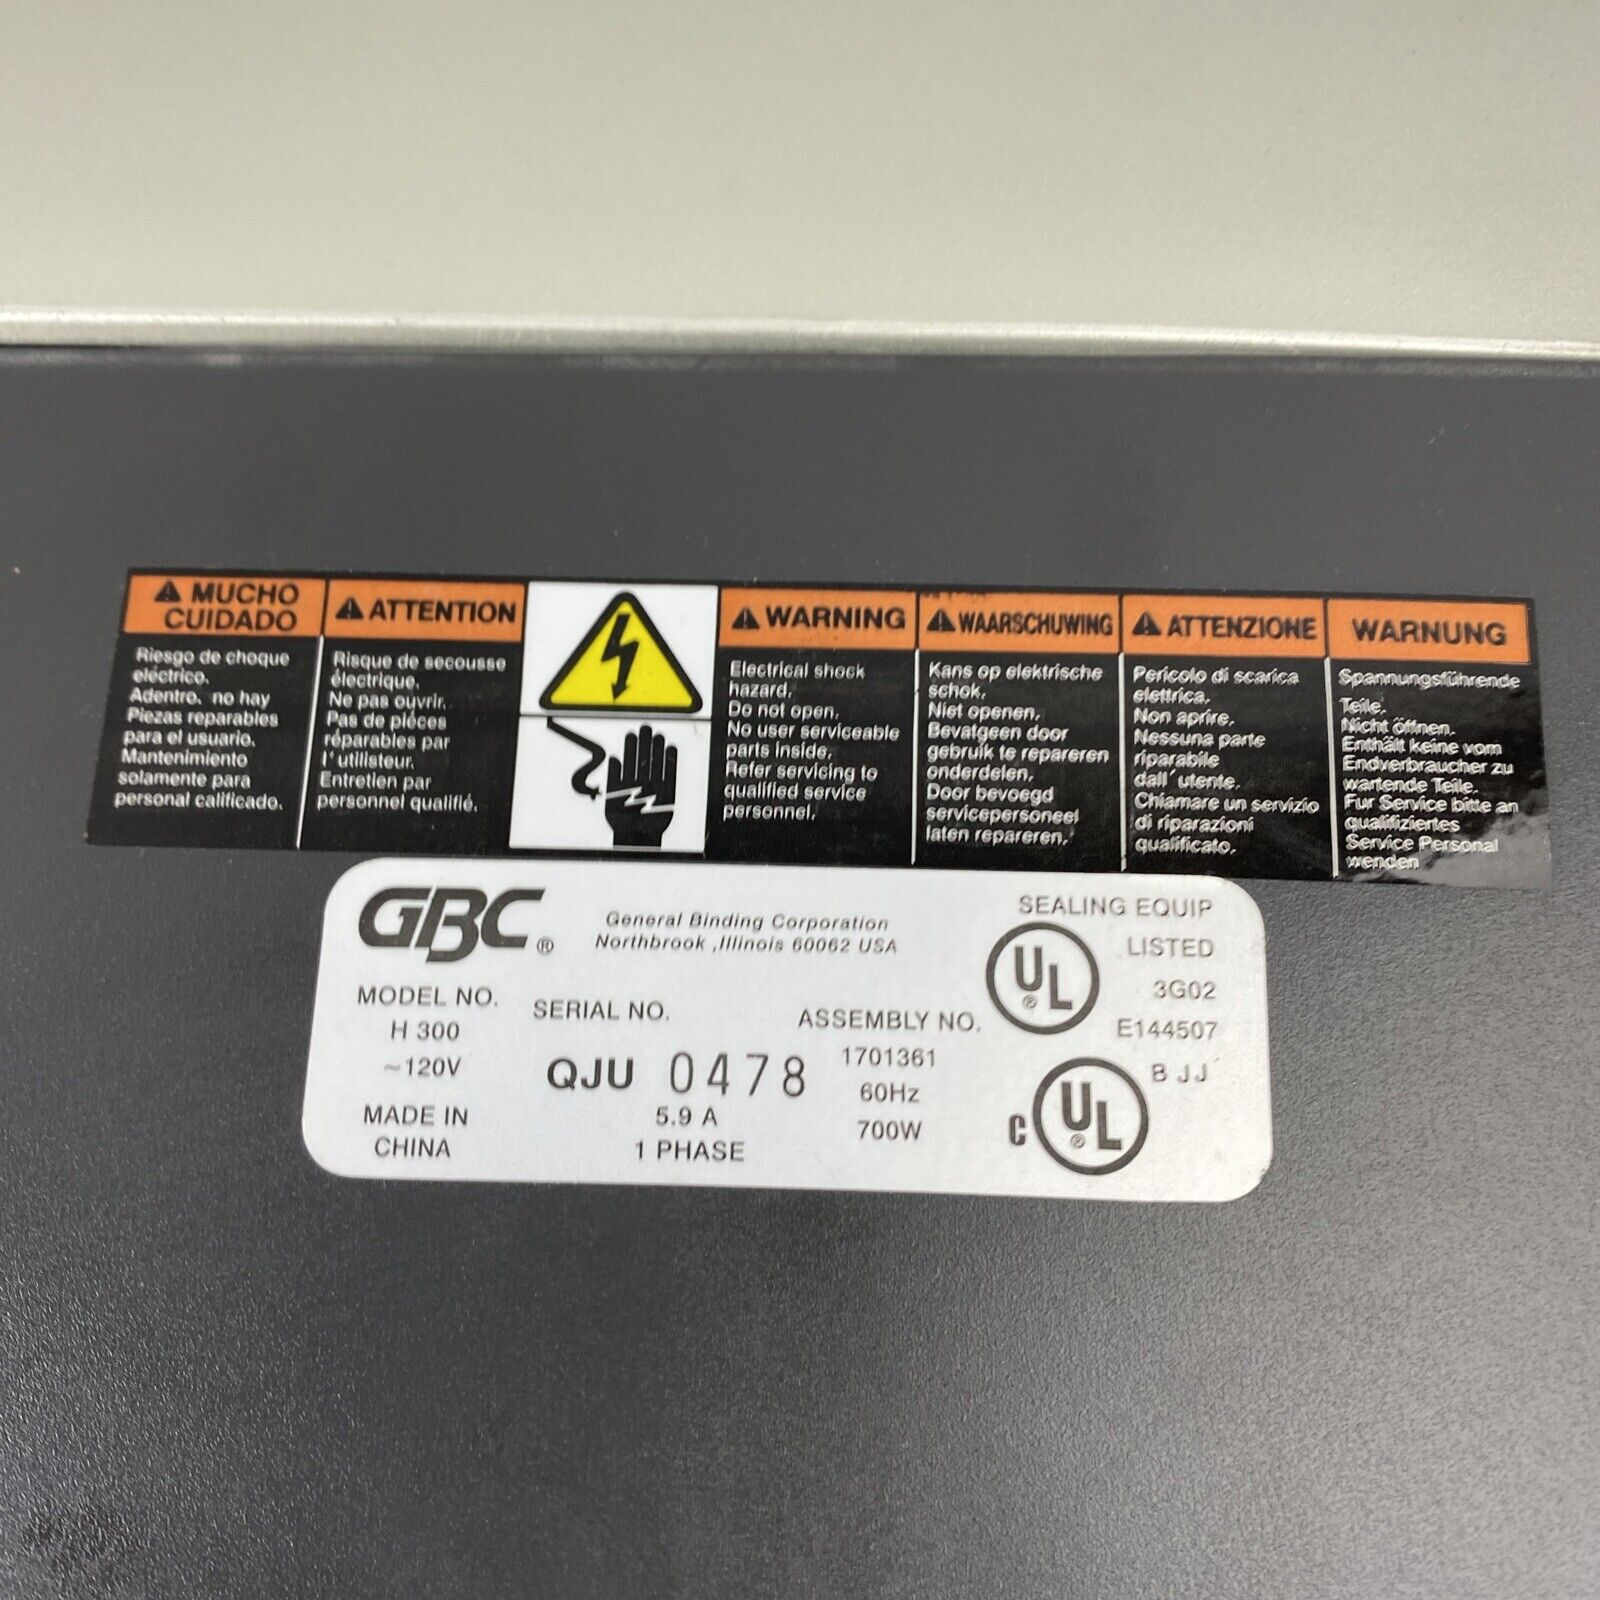 MUCHO
CUIDADO
Riesgo de choque
eléctrico.
Adentro. no hay
Piezas reparables
para el usuario.
Mantenimiento
solamente para
personal calificado.
ATTENTION
Risque de secousse
électrique.
Ne pas ouvrir.
Pas de piéces
réparables par
l'utilisteur.
Entretien par
personnel qualifié.
WARNING
Electrical shock
hazard.
Do not open.
No user serviceable
parts inside.
Refer servicing to
qualified service
personnel.
WAARSCHUWING
Kans op elektrische
schok.
Niet openen.
Bevatgeen door
gebruik te repareren
onderdelen.
Door bevoegd
servicepersoneel
laten repareren.
ATTENZIONE
Pericolo di scarica
elettrica.
Non aprire.
Nessuna parte
riparabile
dall'utente.
Chiamare un servizio
di riparazioni
qualificato.
WARNUNG
Spannungsführende
Teile.
Nicht öffnen.
Enthält keine vom
Endverbraucher zu
wartende Teile.
Fur Service bitte an
qualifiziertes
Service Personal
wenden
GBC®
General Binding Corporation
Northbrook ,Illinois 60062 USA
MODEL NO.
H 300
~120V
MADE IN
CHINA
SERIAL NO.
QJU 0478
5.9 A
1 PHASE
ASSEMBLY NO.
1701361
60Hz
700W
SEALING EQUIP
UL® LISTED
3G02
E144507
BJJ
C UL®